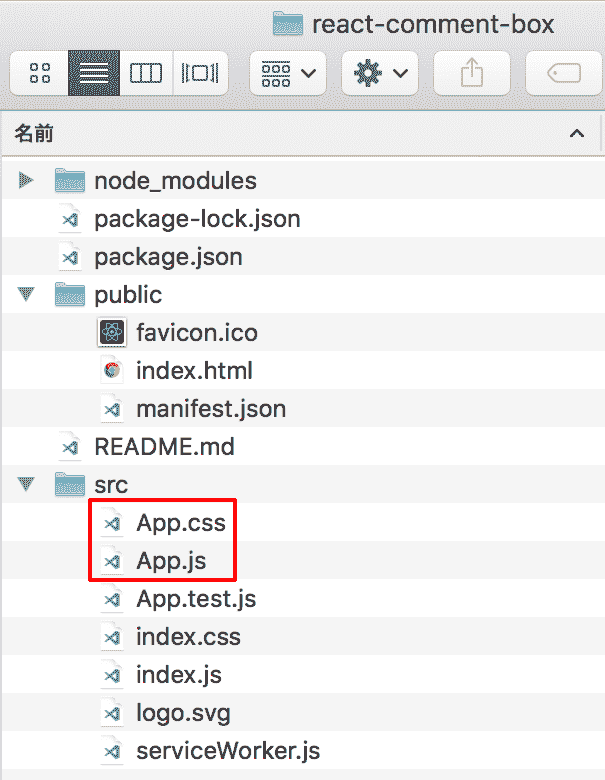 react-comment-box
名前
node_modules
package-lock.json
package.json
public
favicon.ico
index.html
manifest.json
README.md
src
App.css
App.js
App.test.js
index.css
index.js
logo.svg
serviceWorker.js